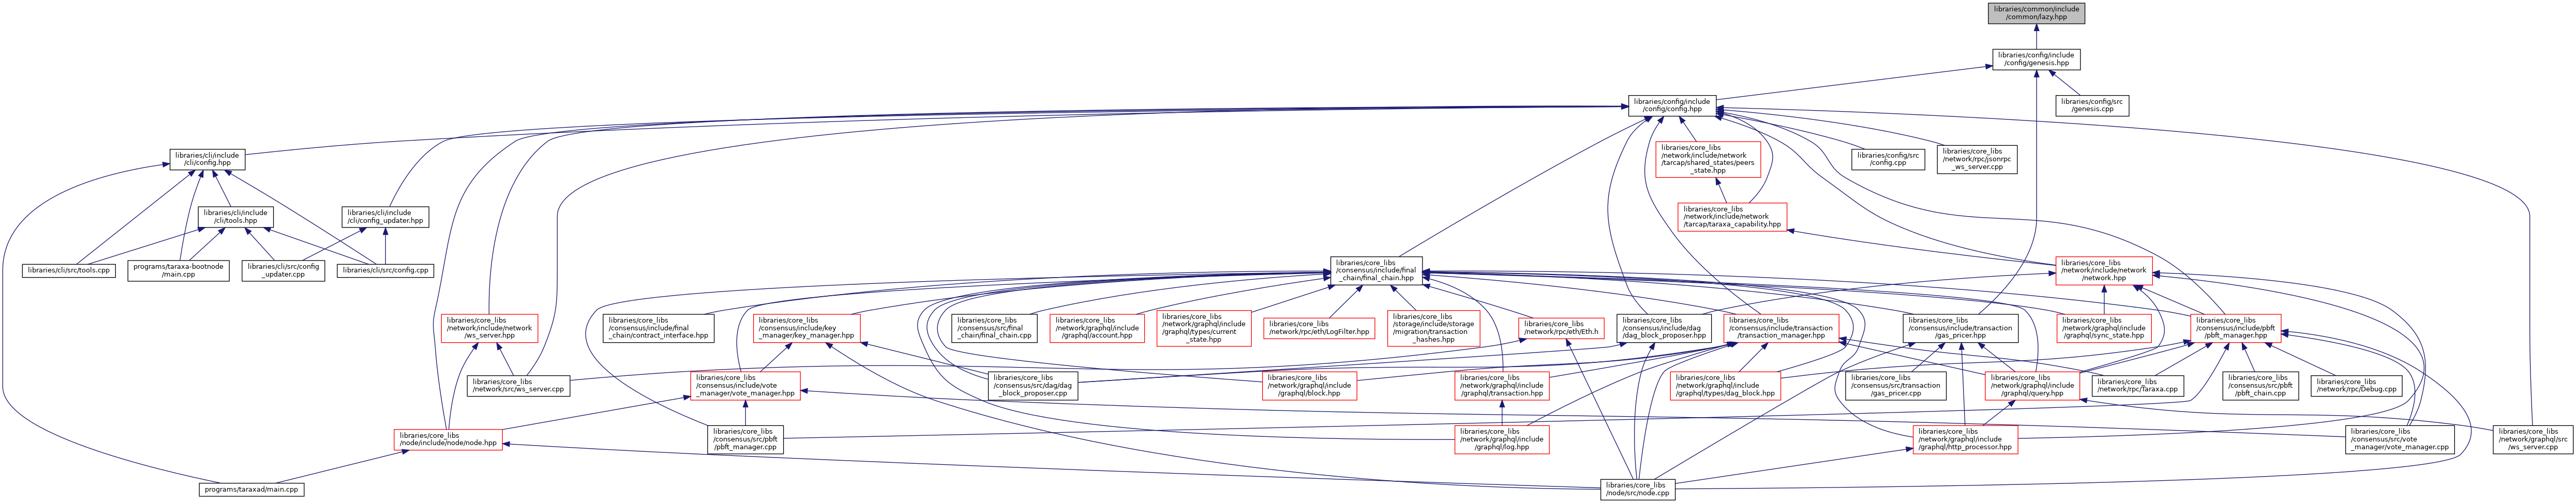 libraries/common/include
/common/lazy.hpp
libraries/config/include
/config/genesis.hpp
libraries/config/include
/config/config.hpp
libraries/config/src
/genesis.cpp
libraries/cli/include
/cli/config.hpp
libraries/core_libs
/network/include/network
/tarcap/shared_states/peers
_state.hpp
libraries/config/src
/config.cpp
libraries/core_libs
/network/rpc/jsonrpc
_ws_server.cpp
libraries/cli/include
/cli/tools.hpp
libraries/cli/include
/cli/config_updater.hpp
libraries/core_libs
/network/include/network
/tarcap/taraxa_capability.hpp
libraries/cli/src/tools.cpp
programs/taraxa-bootnode
/main.cpp
libraries/cli/src/config
_updater.cpp
libraries/cli/src/config.cpp
libraries/core_libs
/consensus/include/final
_chain/final_chain.hpp
libraries/core_libs
/network/include/network
/network.hpp
libraries/core_libs
/network/include/network
/ws_server.hpp
libraries/core_libs
/consensus/include/final
_chain/contract_interface.hpp
libraries/core_libs
/consensus/include/key
_manager/key_manager.hpp
libraries/core_libs
/consensus/src/final
_chain/final_chain.cpp
libraries/core_libs
/network/graphql/include
/graphql/account.hpp
libraries/core_libs
/network/graphql/include
/graphql/types/current
_state.hpp
libraries/core_libs
/network/rpc/eth/LogFilter.hpp
libraries/core_libs
/storage/include/storage
/migration/transaction
_hashes.hpp
libraries/core_libs
/network/rpc/eth/Eth.h
libraries/core_libs
/consensus/include/dag
/dag_block_proposer.hpp
libraries/core_libs
/consensus/include/transaction
/transaction_manager.hpp
libraries/core_libs
/consensus/include/transaction
/gas_pricer.hpp
libraries/core_libs
/network/graphql/include
/graphql/sync_state.hpp
libraries/core_libs
/consensus/include/pbft
/pbft_manager.hpp
libraries/core_libs
/network/src/ws_server.cpp
libraries/core_libs
/consensus/include/vote
_manager/vote_manager.hpp
libraries/core_libs
/consensus/src/dag/dag
_block_proposer.cpp
libraries/core_libs
/network/graphql/include
/graphql/block.hpp
libraries/core_libs
/network/graphql/include
/graphql/transaction.hpp
libraries/core_libs
/network/graphql/include
/graphql/types/dag_block.hpp
libraries/core_libs
/consensus/src/transaction
/gas_pricer.cpp
libraries/core_libs
/network/graphql/include
/graphql/query.hpp
libraries/core_libs
/network/rpc/Taraxa.cpp
libraries/core_libs
/consensus/src/pbft
/pbft_chain.cpp
libraries/core_libs
/network/rpc/Debug.cpp
libraries/core_libs
/node/include/node/node.hpp
libraries/core_libs
/consensus/src/pbft
/pbft_manager.cpp
libraries/core_libs
/network/graphql/include
/graphql/log.hpp
libraries/core_libs
/network/graphql/include
/graphql/http_processor.hpp
libraries/core_libs
/consensus/src/vote
_manager/vote_manager.cpp
libraries/core_libs
/network/graphql/src
/ws_server.cpp
programs/taraxad/main.cpp
libraries/core_libs
/node/src/node.cpp